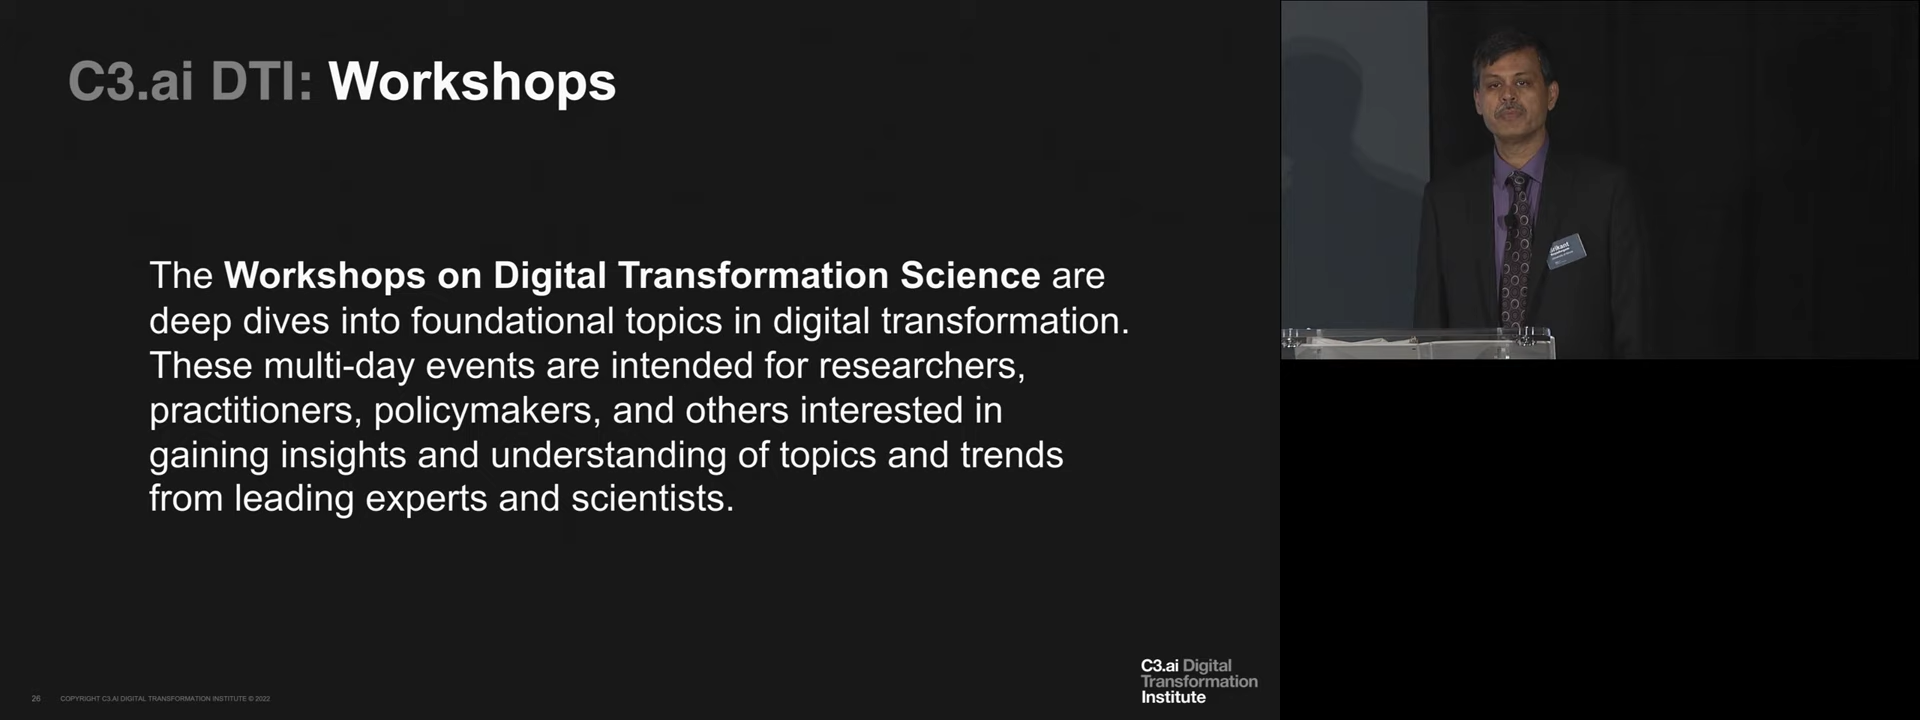 C3.ai DTI: Workshops
The Workshops on Digital Transformation Science are
deep dives into foundational topics in digital transformation.
These multi-day events are intended for researchers,
practitioners, policymakers, and others interested in
gaining insights and understanding of topics and trends
from leading experts and scientists.
C3.ai Digital
Transformation
Institute
26 COPYRIGHT C3.AI DIGITAL TRANSFORMATION INSTITUTE © 2022